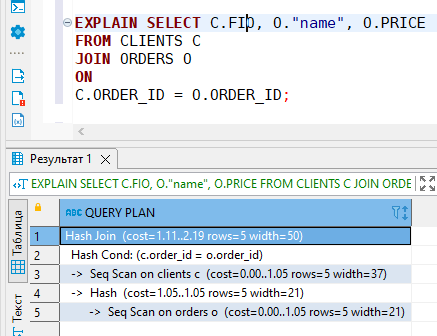 EXPLAIN SELECT C.FIO, O."name", O.PRICE
FROM CLIENTS C
JOIN ORDERS O
ON
C.ORDER_ID = O.ORDER_ID;
Результат 1
EXPLAIN SELECT C.FIO, O."name", O.PRICE FROM CLIENTS C JOIN ORDE
Таблица
Текст
ABC QUERY PLAN
1 Hash Join (cost=1.11..2.19 rows=5 width=50)
2 Hash Cond: (c.order_id = o.order_id)
3 -> Seq Scan on clients c (cost=0.00..1.05 rows=5 width=37)
4 -> Hash (cost=1.05..1.05 rows=5 width=21)
5 -> Seq Scan on orders o (cost=0.00..1.05 rows=5 width=21)